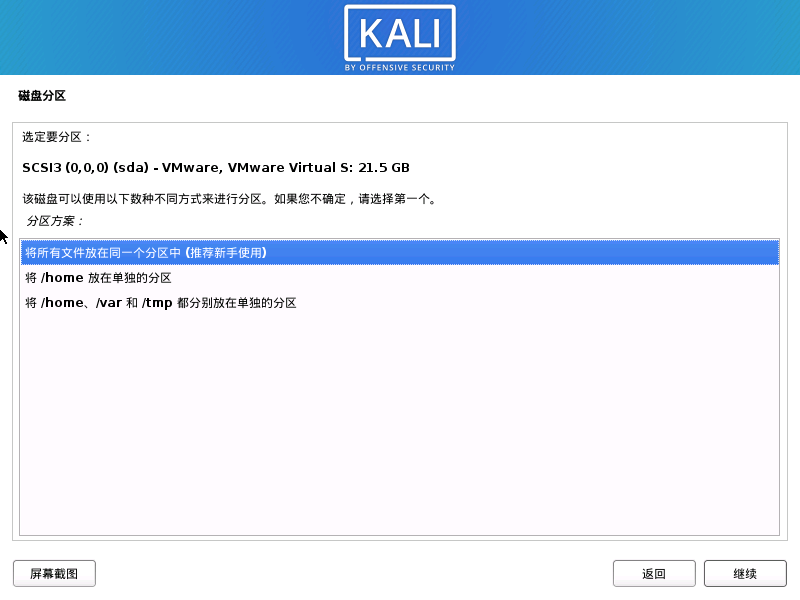 KALI
BY OFFENSIVE SECURITY
磁盘分区
选定要分区：
SCSI3 (0,0,0) (sda) - VMware, VMware Virtual S: 21.5 GB
该磁盘可以使用以下数种不同方式来进行分区。如果您不确定，请选择第一个。
分区方案：
将所有文件放在同一个分区中 (推荐新手使用)
将 /home 放在单独的分区
将 /home、/var 和 /tmp 都分别放在单独的分区
屏幕截图
返回
继续